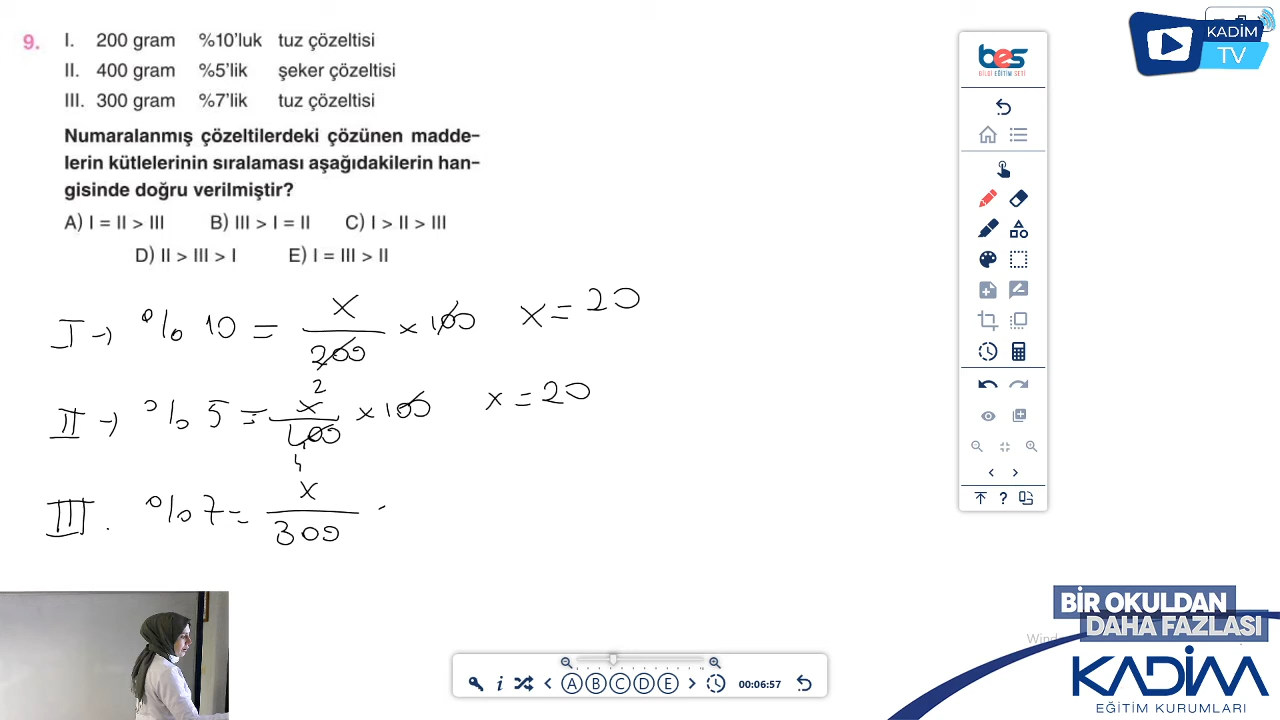 9. I. 200 gram %10'luk tuz çözeltisi
II. 400 gram %5'lik şeker çözeltisi
III. 300 gram %7'lik tuz çözeltisi
Numaralanmış çözeltilerdeki çözünen madde-
lerin kütlelerinin sıralaması aşağıdakilerin han-
gisinde doğru verilmiştir?
A) I = II > III B) III > I = II C) I > II > III
D) II > III > I E) I = III > II
I → % 10 = x / 200 × 100 x = 20
2
II → % 5 = x / 400 × 100 x = 20
4
III. % 7 = x / 300
bes
BİLGİ EĞİTİM SETİ
?
KADİM
TV
i A B C D E 00:06:57
BİR OKULDAN
DAHA FAZLASI
Wind
KADİM
EĞİTİM KURUMLARI